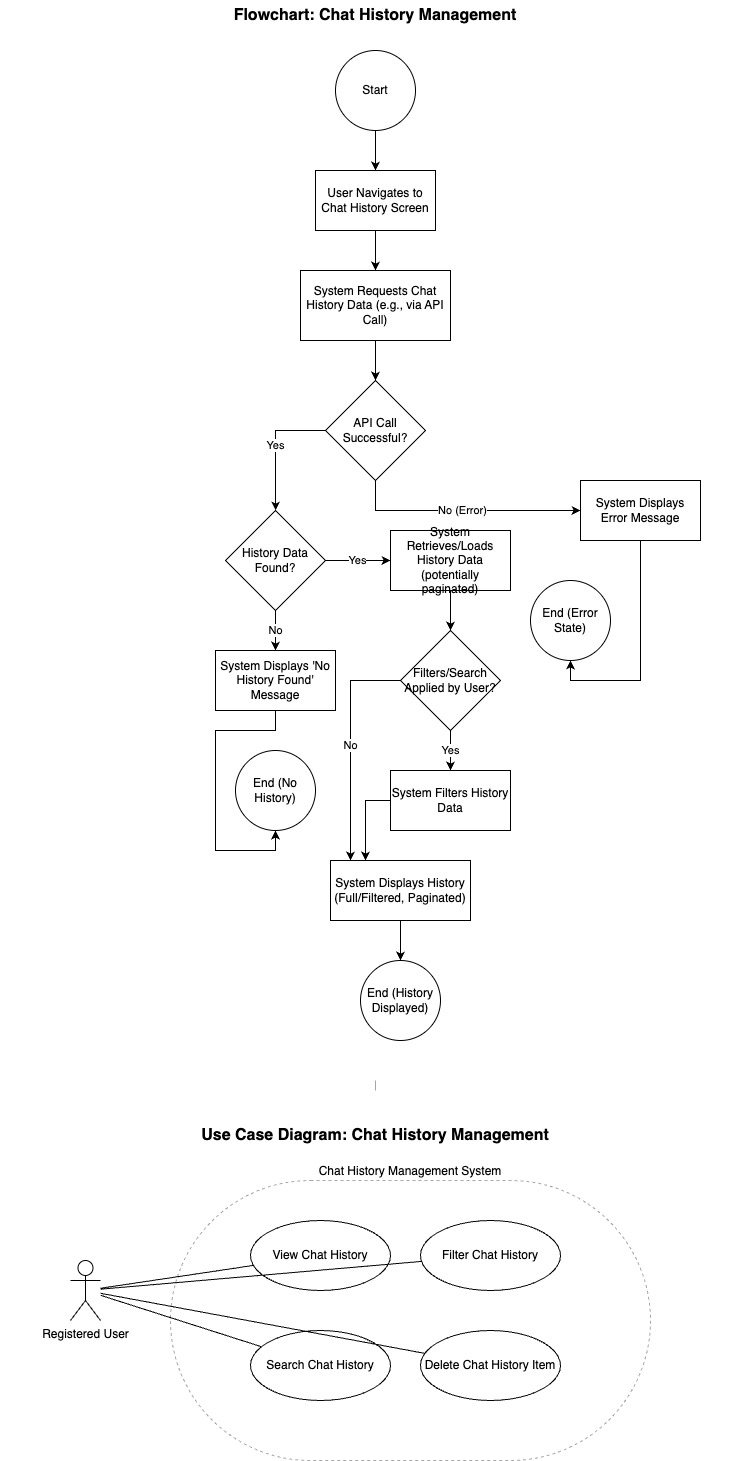 Flowchart: Chat History Management
Start
User Navigates to
Chat History Screen
System Requests Chat
History Data (e.g., via API
Call)
API Call
Successful?
Yes
No (Error)
System Displays
Error Message
End (Error
State)
History Data
Found?
Yes
System
Retrieves/Loads
History Data
(potentially
paginated)
No
System Displays 'No
History Found'
Message
End (No
History)
Filters/Search
Applied by User?
No
Yes
System Filters History
Data
System Displays History
(Full/Filtered, Paginated)
End (History
Displayed)
Use Case Diagram: Chat History Management
Chat History Management System
View Chat History
Filter Chat History
Registered User
Search Chat History
Delete Chat History Item